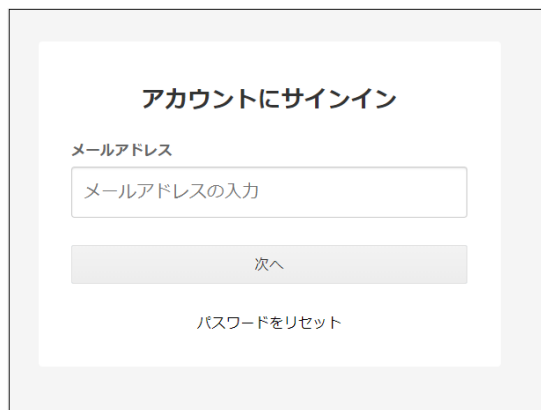 アカウントにサインイン
メールアドレス
メールアドレスの入力
次へ
パスワードをリセット